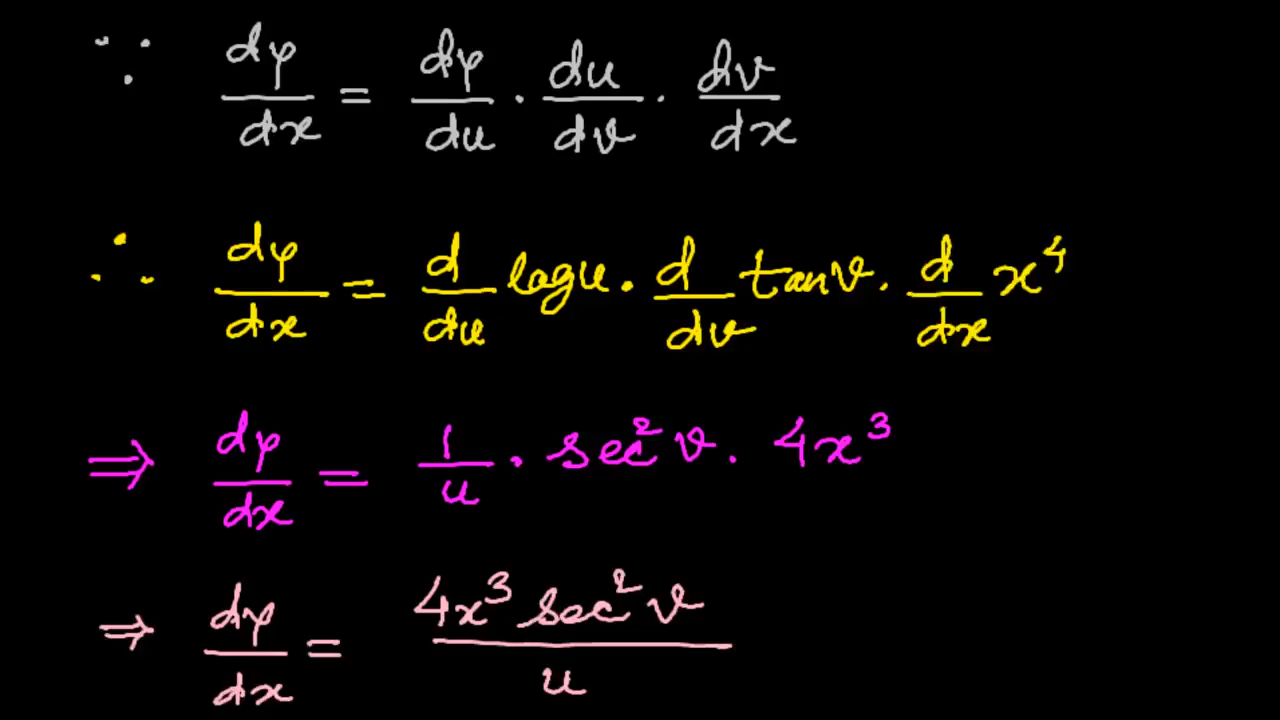 ∵ dy/dx = dy/du · du/dv · dv/dx
∴ dy/dx = d/du logu · d/dv tanv · d/dx x⁴
⇒ dy/dx = 1/u · sec²v · 4x³
⇒ dy/dx = 4x³ sec²v / u